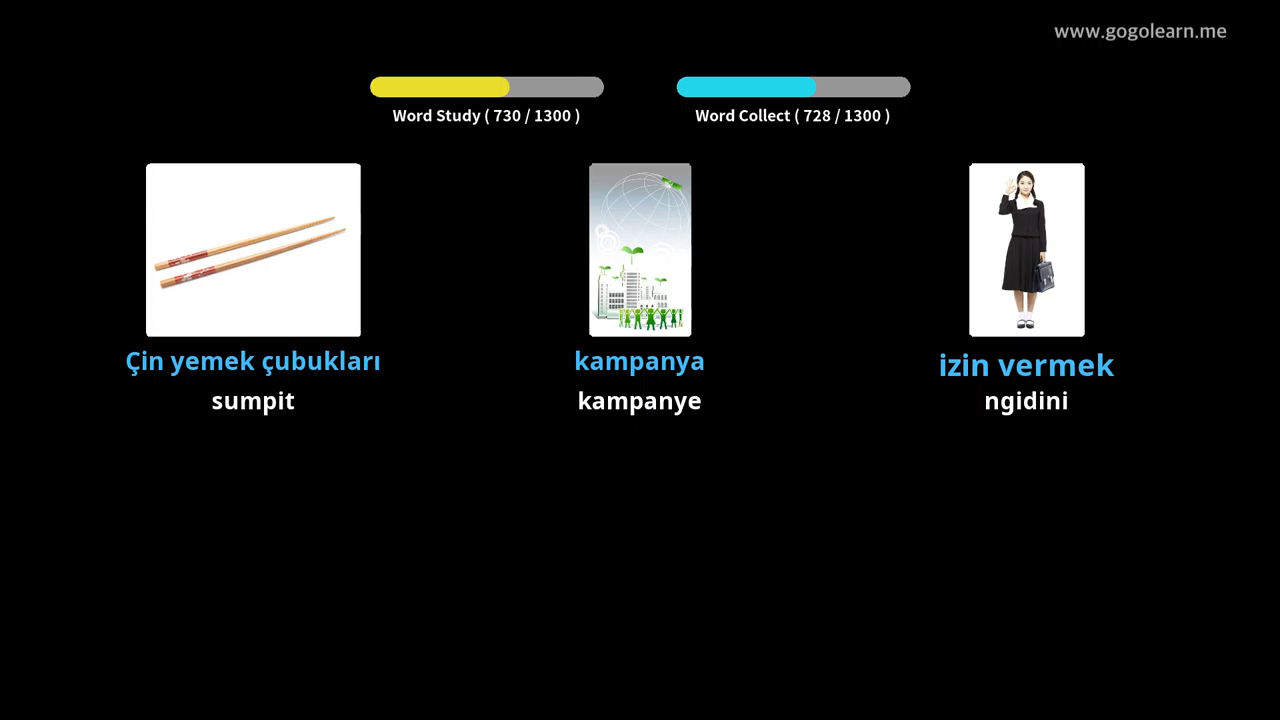 www.gogolearn.me
Word Study ( 730 / 1300 )
Word Collect ( 728 / 1300 )
Çin yemek çubukları
sumpit
kampanya
kampanye
izin vermek
ngidini